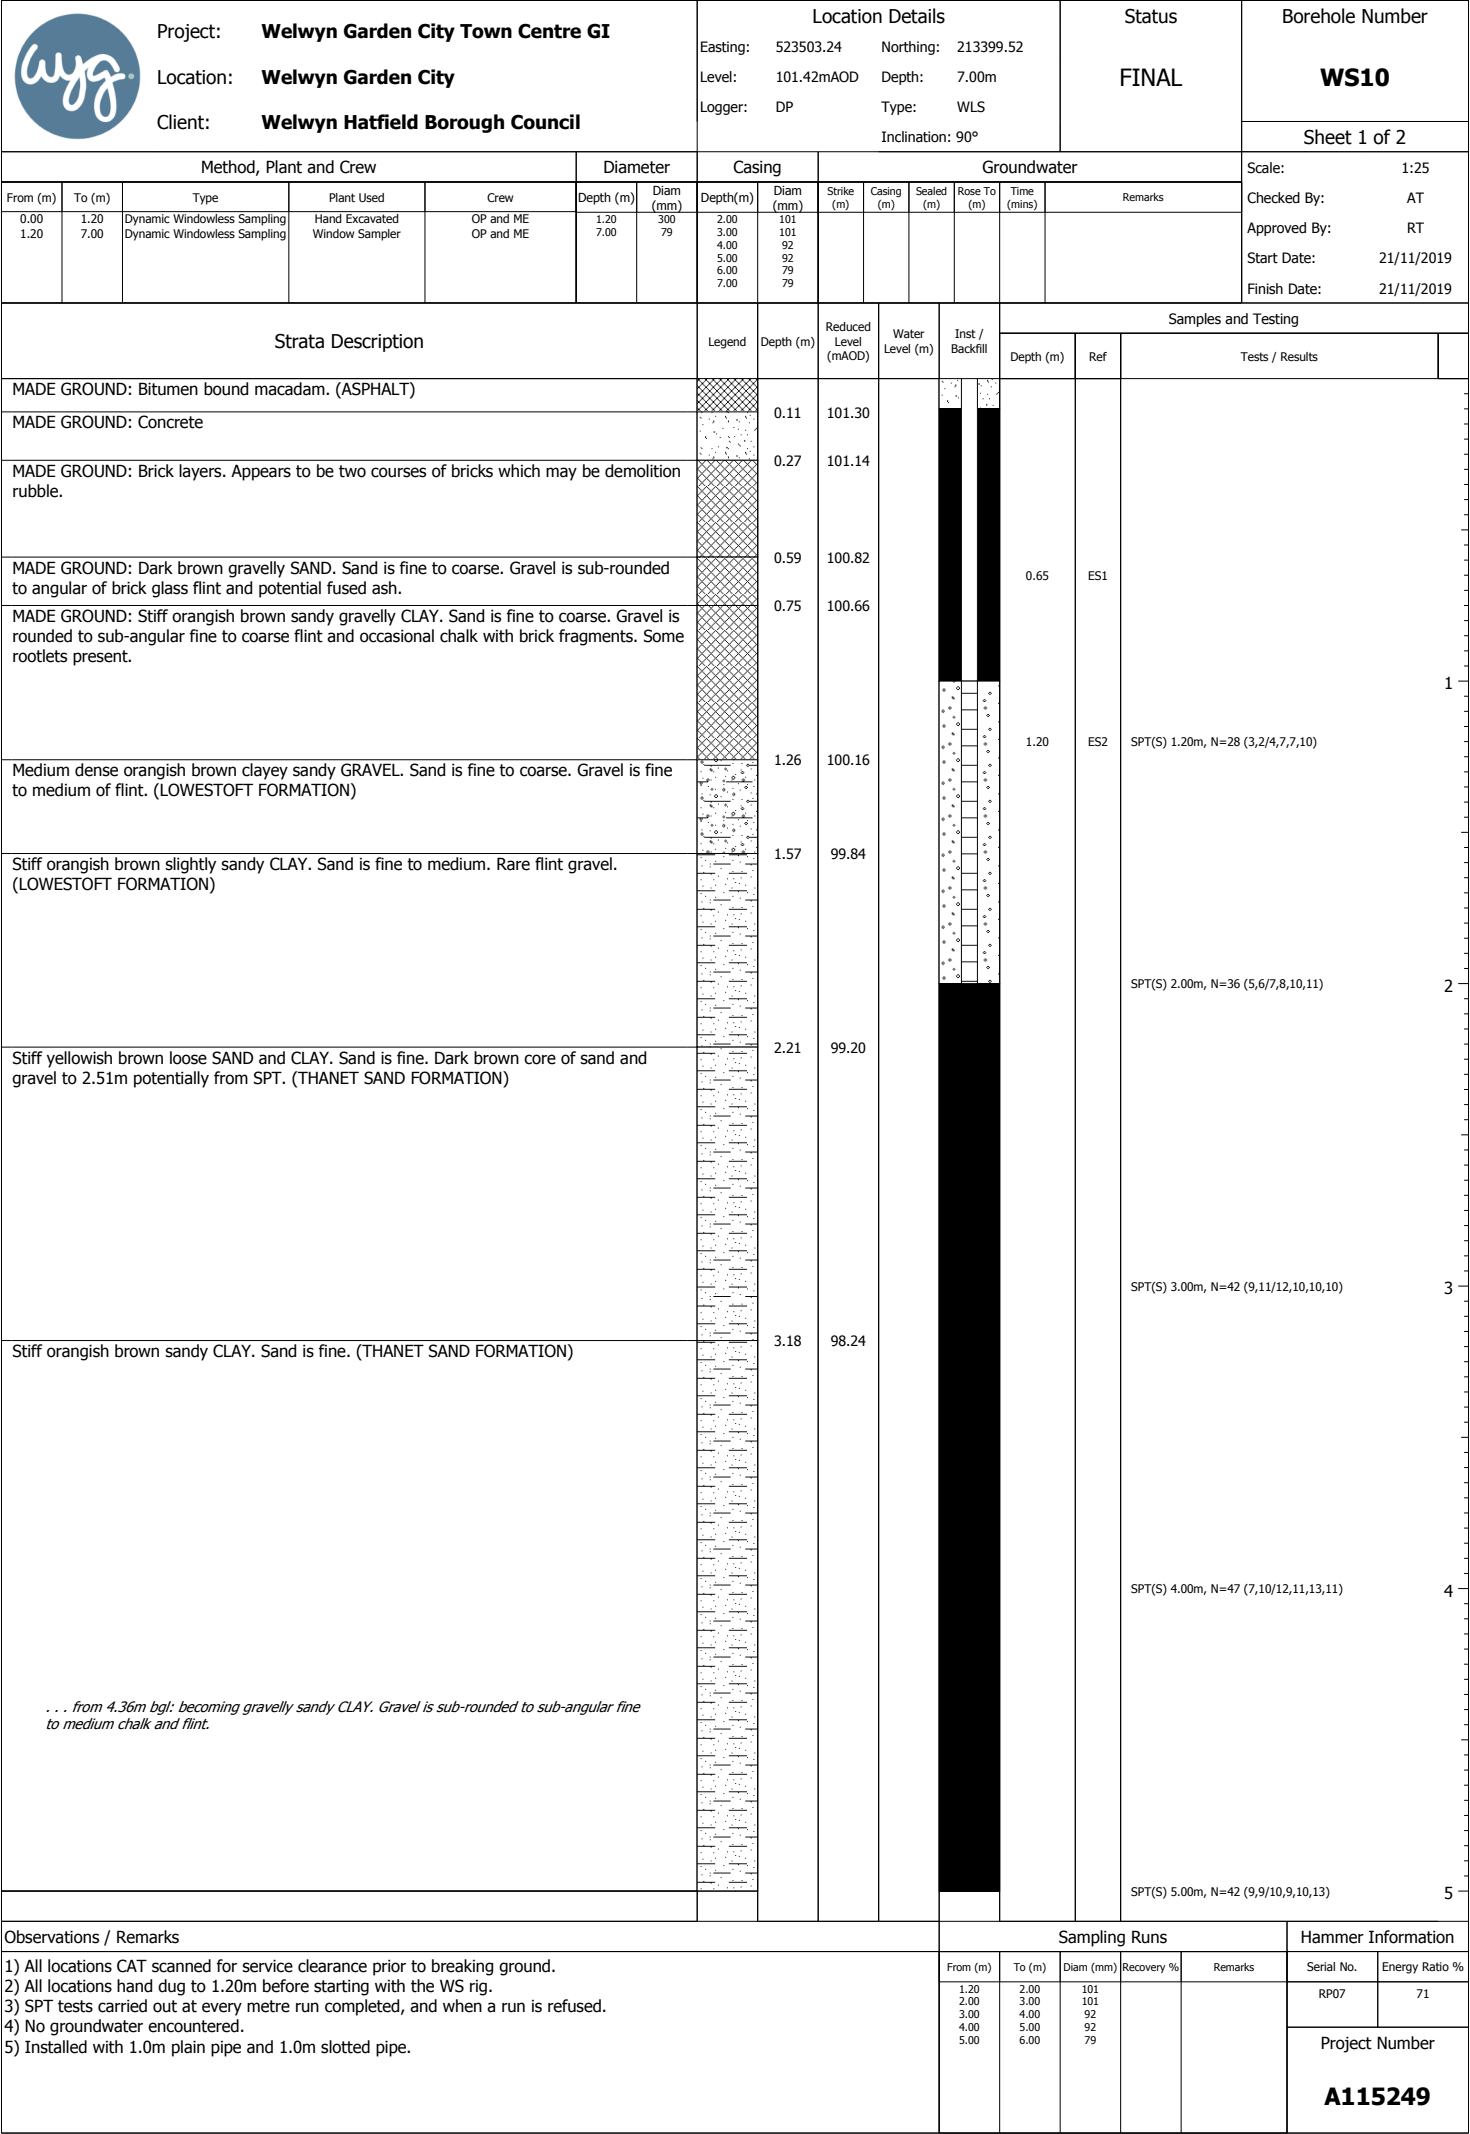 wyg.
Project: Welwyn Garden City Town Centre GI
Location: Welwyn Garden City
Client: Welwyn Hatfield Borough Council
Location Details
Easting: 523503.24 Northing: 213399.52
Level: 101.42mAOD Depth: 7.00m
Logger: DP Type: WLS
Inclination: 90°
Status
FINAL
Borehole Number
WS10
Sheet 1 of 2
Method, Plant and Crew
Diameter
Casing
Groundwater
From (m) To (m) Type Plant Used Crew Depth (m) Diam (mm) Depth(m) Diam (mm) Strike (m) Casing (m) Sealed (m) Rose To (m) Time (mins) Remarks
0.00 1.20 Dynamic Windowless Sampling Hand Excavated OP and ME 1.20 300 2.00 101
1.20 7.00 Dynamic Windowless Sampling Window Sampler OP and ME 7.00 79 3.00 101
4.00 92
5.00 92
6.00 79
7.00 79
Scale: 1:25
Checked By: AT
Approved By: RT
Start Date: 21/11/2019
Finish Date: 21/11/2019
Strata Description
Legend Depth (m) Reduced Level (mAOD) Water Level (m) Inst / Backfill
Samples and Testing
Depth (m) Ref Tests / Results
MADE GROUND: Bitumen bound macadam. (ASPHALT)
0.11 101.30
MADE GROUND: Concrete
0.27 101.14
MADE GROUND: Brick layers. Appears to be two courses of bricks which may be demolition
rubble.
0.59 100.82
MADE GROUND: Dark brown gravelly SAND. Sand is fine to coarse. Gravel is sub-rounded
to angular of brick glass flint and potential fused ash.
0.65 ES1
0.75 100.66
MADE GROUND: Stiff orangish brown sandy gravelly CLAY. Sand is fine to coarse. Gravel is
rounded to sub-angular fine to coarse flint and occasional chalk with brick fragments. Some
rootlets present.
1
1.20 ES2 SPT(S) 1.20m, N=28 (3,2/4,7,7,10)
1.26 100.16
Medium dense orangish brown clayey sandy GRAVEL. Sand is fine to coarse. Gravel is fine
to medium of flint. (LOWESTOFT FORMATION)
1.57 99.84
Stiff orangish brown slightly sandy CLAY. Sand is fine to medium. Rare flint gravel.
(LOWESTOFT FORMATION)
SPT(S) 2.00m, N=36 (5,6/7,8,10,11) 2
2.21 99.20
Stiff yellowish brown loose SAND and CLAY. Sand is fine. Dark brown core of sand and
gravel to 2.51m potentially from SPT. (THANET SAND FORMATION)
SPT(S) 3.00m, N=42 (9,11/12,10,10,10) 3
3.18 98.24
Stiff orangish brown sandy CLAY. Sand is fine. (THANET SAND FORMATION)
SPT(S) 4.00m, N=47 (7,10/12,11,13,11) 4
. . . from 4.36m bgl: becoming gravelly sandy CLAY. Gravel is sub-rounded to sub-angular fine
to medium chalk and flint.
SPT(S) 5.00m, N=42 (9,9/10,9,10,13) 5
Observations / Remarks
1) All locations CAT scanned for service clearance prior to breaking ground.
2) All locations hand dug to 1.20m before starting with the WS rig.
3) SPT tests carried out at every metre run completed, and when a run is refused.
4) No groundwater encountered.
5) Installed with 1.0m plain pipe and 1.0m slotted pipe.
Sampling Runs
From (m) To (m) Diam (mm) Recovery % Remarks
1.20 2.00 101
2.00 3.00 101
3.00 4.00 92
4.00 5.00 92
5.00 6.00 79
Hammer Information
Serial No. Energy Ratio %
RP07 71
Project Number
A115249